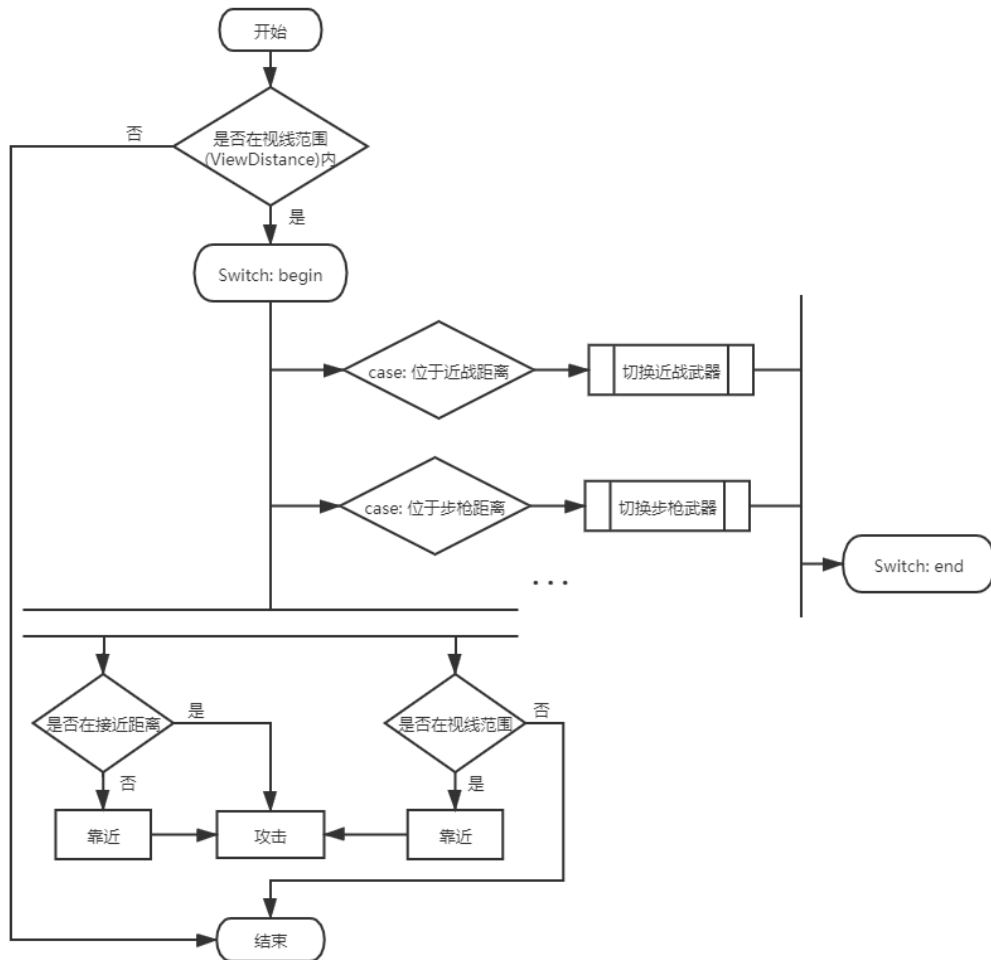 开始
否
是否在视线范围
(ViewDistance)内
是
Switch: begin
case: 位于近战距离
切换近战武器
case: 位于步枪距离
切换步枪武器
Switch: end
...
是否在接近距离
是
是否在视线范围
否
否
是
靠近
攻击
靠近
结束